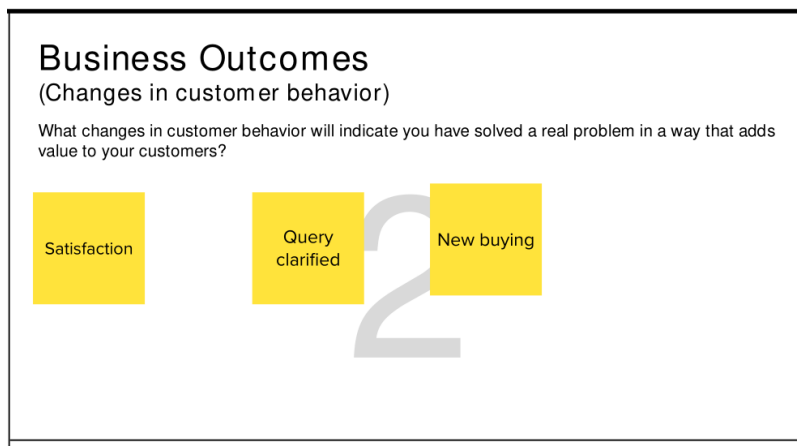 Business Outcomes
(Changes in customer behavior)
What changes in customer behavior will indicate you have solved a real problem in a way that adds
value to your customers?
Satisfaction
Query
clarified
New buying
2